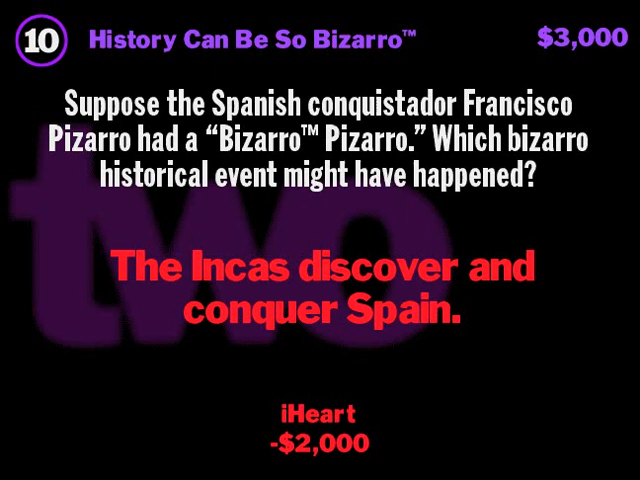 10 History Can Be So Bizarro™ $3,000
Suppose the Spanish conquistador Francisco
Pizarro had a “Bizarro™ Pizarro.” Which bizarro
historical event might have happened?
two
The Incas discover and
conquer Spain.
iHeart
-$2,000